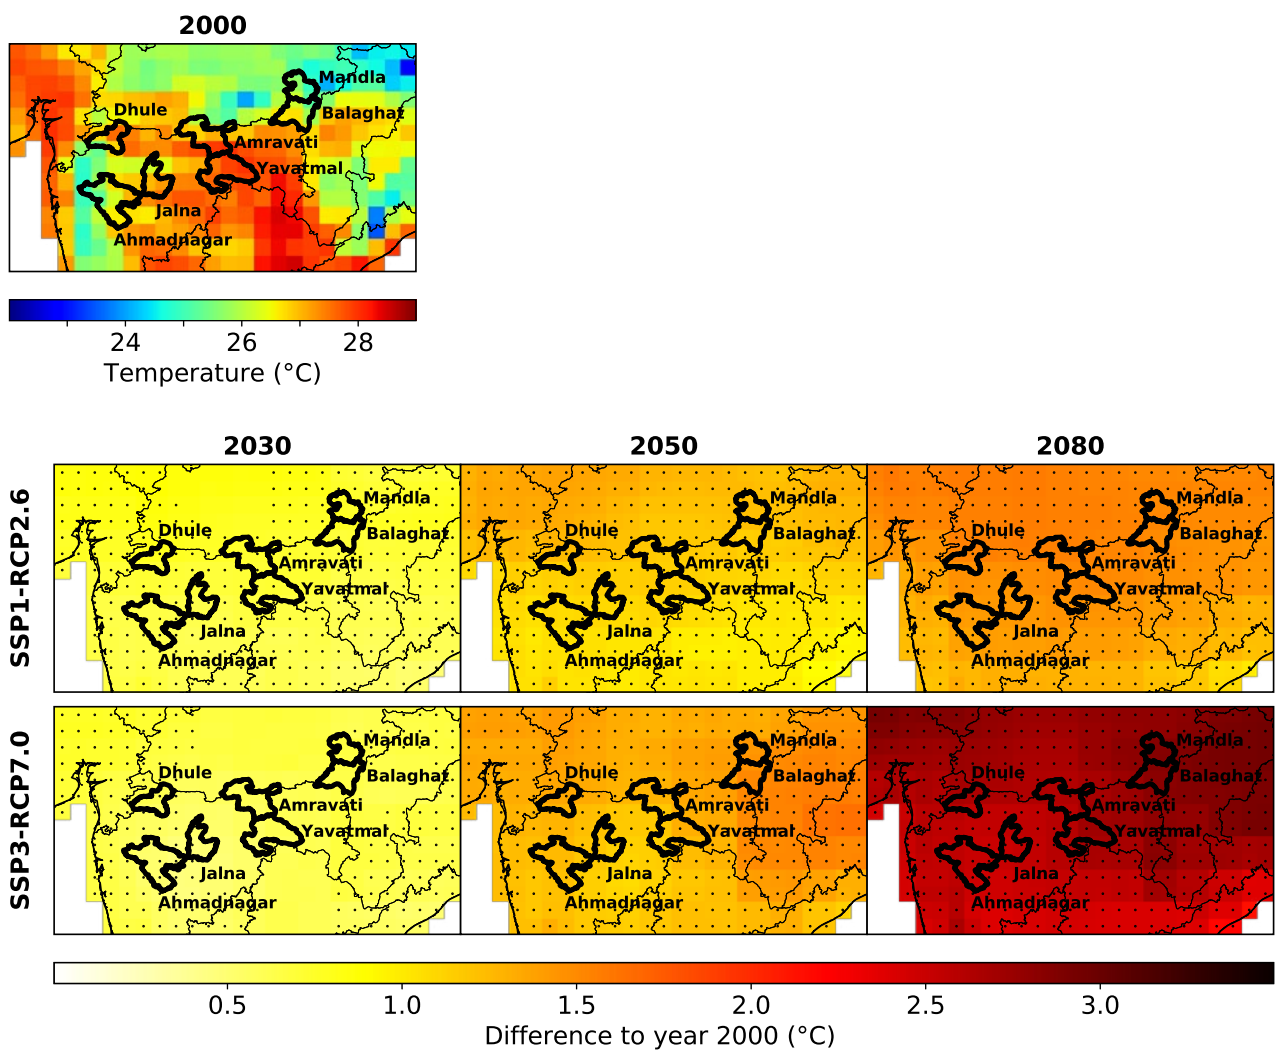 2000
Mandla
Dhule
Balaghat
Amravati
Yavatmal
Jalna
Ahmadnagar
24 26 28
Temperature (°C)
2030 2050 2080
SSP1-RCP2.6
Mandla Mandla Mandla
Dhule Dhule Dhule
Balaghat Balaghat Balaghat
Amravati Amravati Amravati
Yavatmal Yavatmal Yavatmal
Jalna Jalna Jalna
Ahmadnagar Ahmadnagar Ahmadnagar
SSP3-RCP7.0
Mandla Mandla Mandla
Dhule Dhule Dhule
Balaghat Balaghat Balaghat
Amravati Amravati Amravati
Yavatmal Yavatmal Yavatmal
Jalna Jalna Jalna
Ahmadnagar Ahmadnagar Ahmadnagar
0.5 1.0 1.5 2.0 2.5 3.0
Difference to year 2000 (°C)